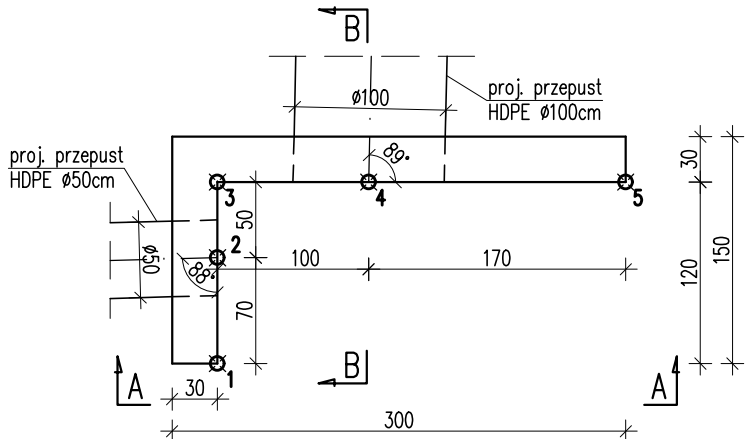 B
proj. przepust
HDPE Ø100cm
Ø100
89°
proj. przepust
HDPE Ø50cm
3
4
5
30
50
2
150
Ø50
88°
100
170
120
70
1
B
A
30
A
300